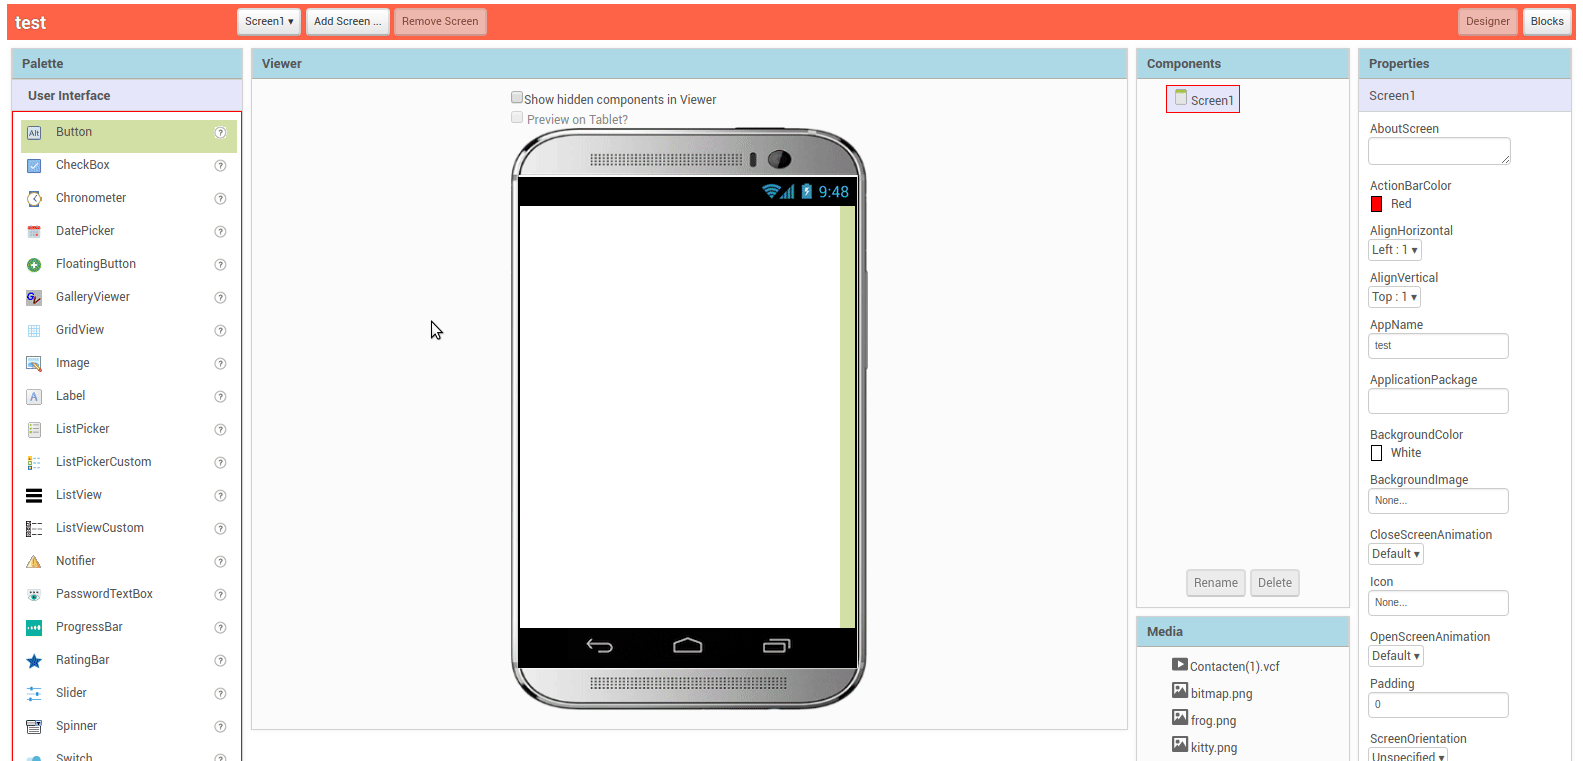 test
Screen1 ▾
Add Screen ...
Remove Screen
Designer
Blocks
Palette
User Interface
Alt Button ?
CheckBox ?
Chronometer ?
DatePicker ?
FloatingButton ?
GalleryViewer ?
GridView ?
Image ?
A Label ?
ListPicker ?
ListPickerCustom ?
ListView ?
ListViewCustom ?
Notifier ?
PasswordTextBox ?
ProgressBar ?
RatingBar ?
Slider ?
Spinner ?
Switch ?
Viewer
Show hidden components in Viewer
Preview on Tablet?
9:48
Components
Screen1
Rename
Delete
Media
Contacten(1).vcf
bitmap.png
frog.png
kitty.png
Properties
Screen1
AboutScreen
ActionBarColor
Red
AlignHorizontal
Left : 1 ▾
AlignVertical
Top : 1 ▾
AppName
test
ApplicationPackage
BackgroundColor
White
BackgroundImage
None...
CloseScreenAnimation
Default ▾
Icon
None...
OpenScreenAnimation
Default ▾
Padding
0
ScreenOrientation
Unspecified ▾